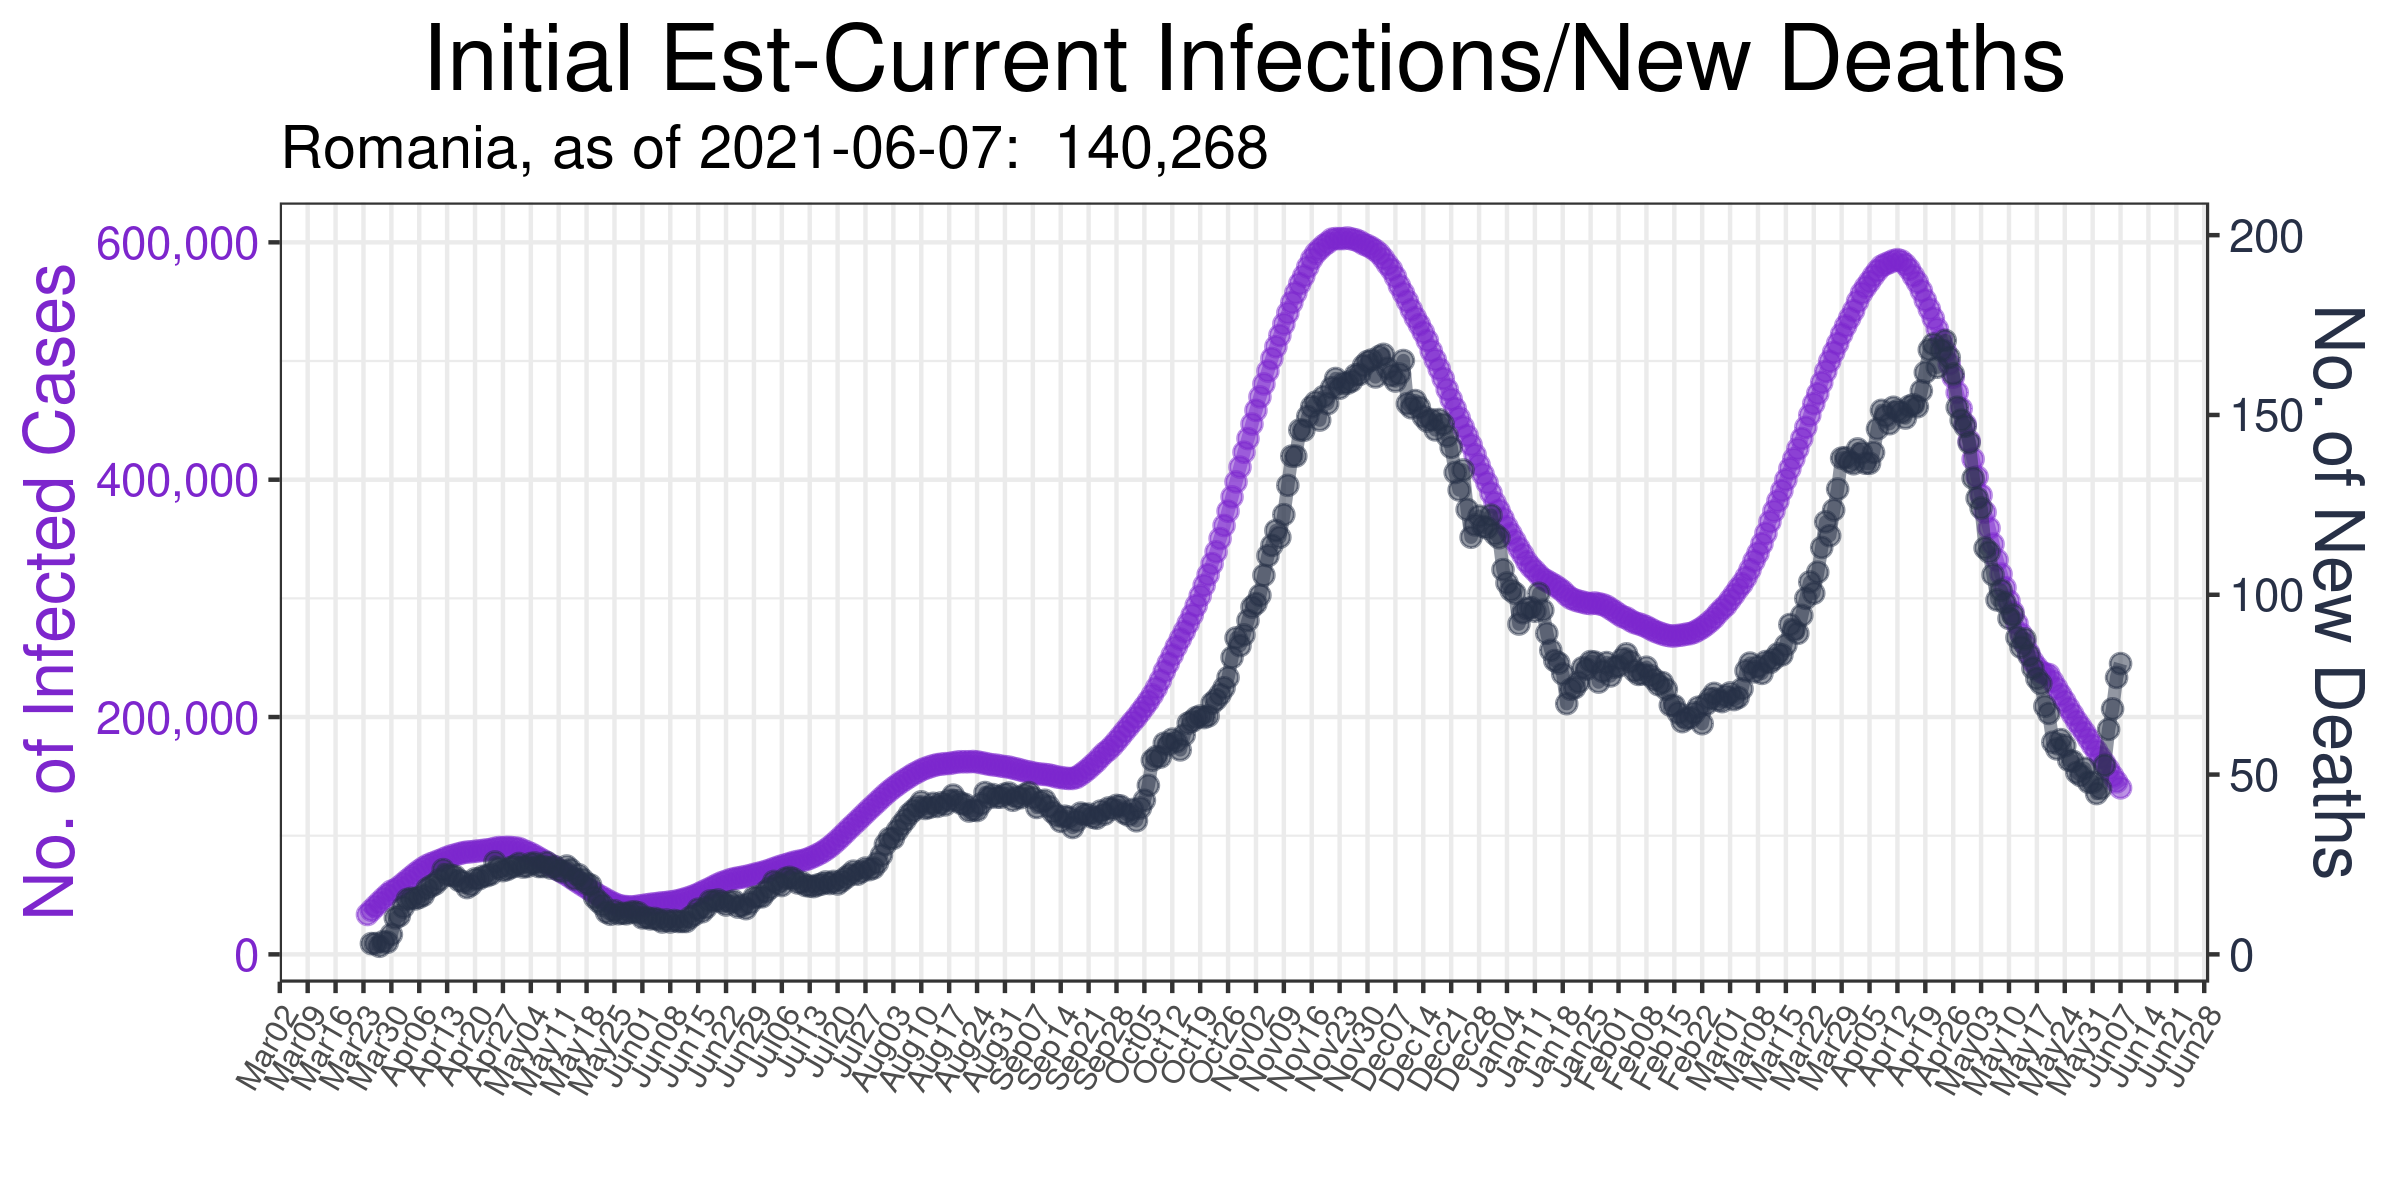 Initial Est-Current Infections/New Deaths
Romania, as of 2021-06-07: 140,268
No. of Infected Cases
600,000
400,000
200,000
0
200
150
100
50
0
No. of New Deaths
Mar02
Mar09
Mar16
Mar23
Mar30
Apr06
Apr13
Apr20
Apr27
May04
May11
May18
May25
Jun01
Jun08
Jun15
Jun22
Jun29
Jul06
Jul13
Jul20
Jul27
Aug03
Aug10
Aug17
Aug24
Aug31
Sep07
Sep14
Sep21
Sep28
Oct05
Oct12
Oct19
Oct26
Nov02
Nov09
Nov16
Nov23
Nov30
Dec07
Dec14
Dec21
Dec28
Jan04
Jan11
Jan18
Jan25
Feb01
Feb08
Feb15
Feb22
Mar01
Mar08
Mar15
Mar22
Mar29
Apr05
Apr12
Apr19
Apr26
May03
May10
May17
May24
May31
Jun07
Jun14
Jun21
Jun28